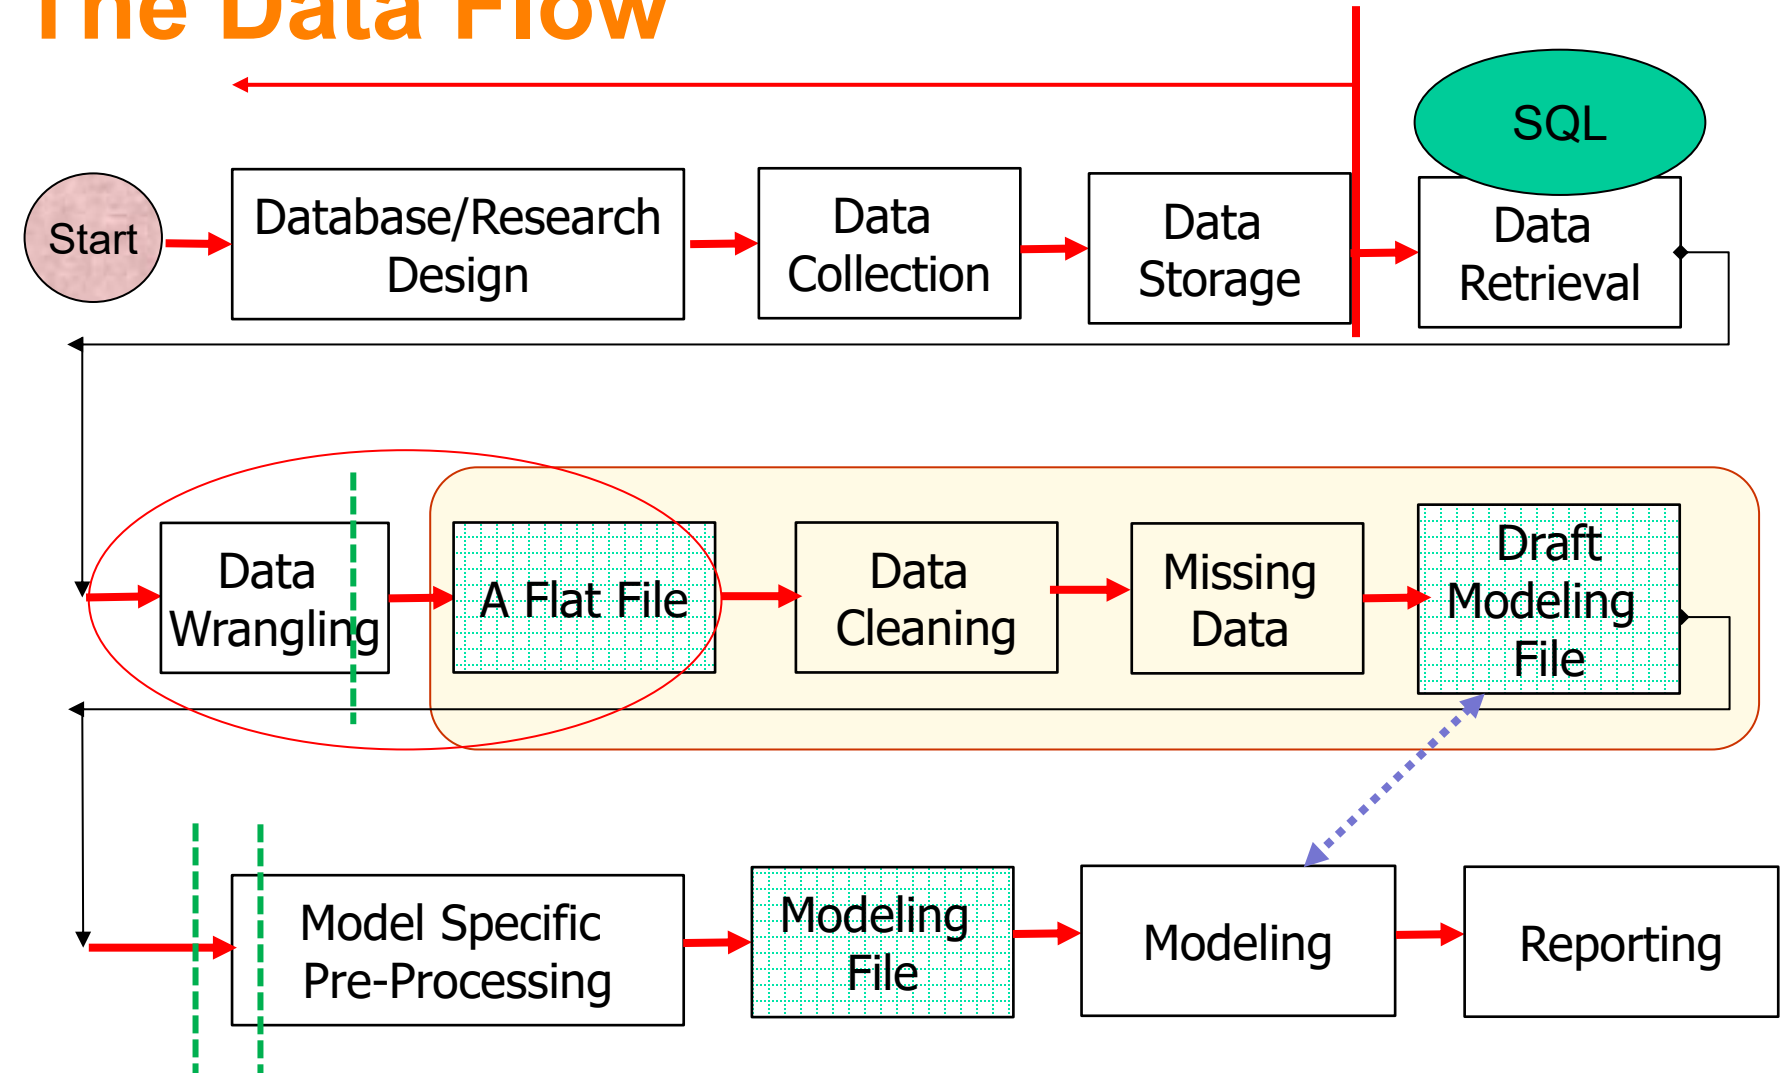 The Data Flow
SQL
Start
Database/Research
Design
Data
Collection
Data
Storage
Data
Retrieval
Data
Wrangling
A Flat File
Data
Cleaning
Missing
Data
Draft
Modeling
File
Model Specific
Pre-Processing
Modeling
File
Modeling
Reporting